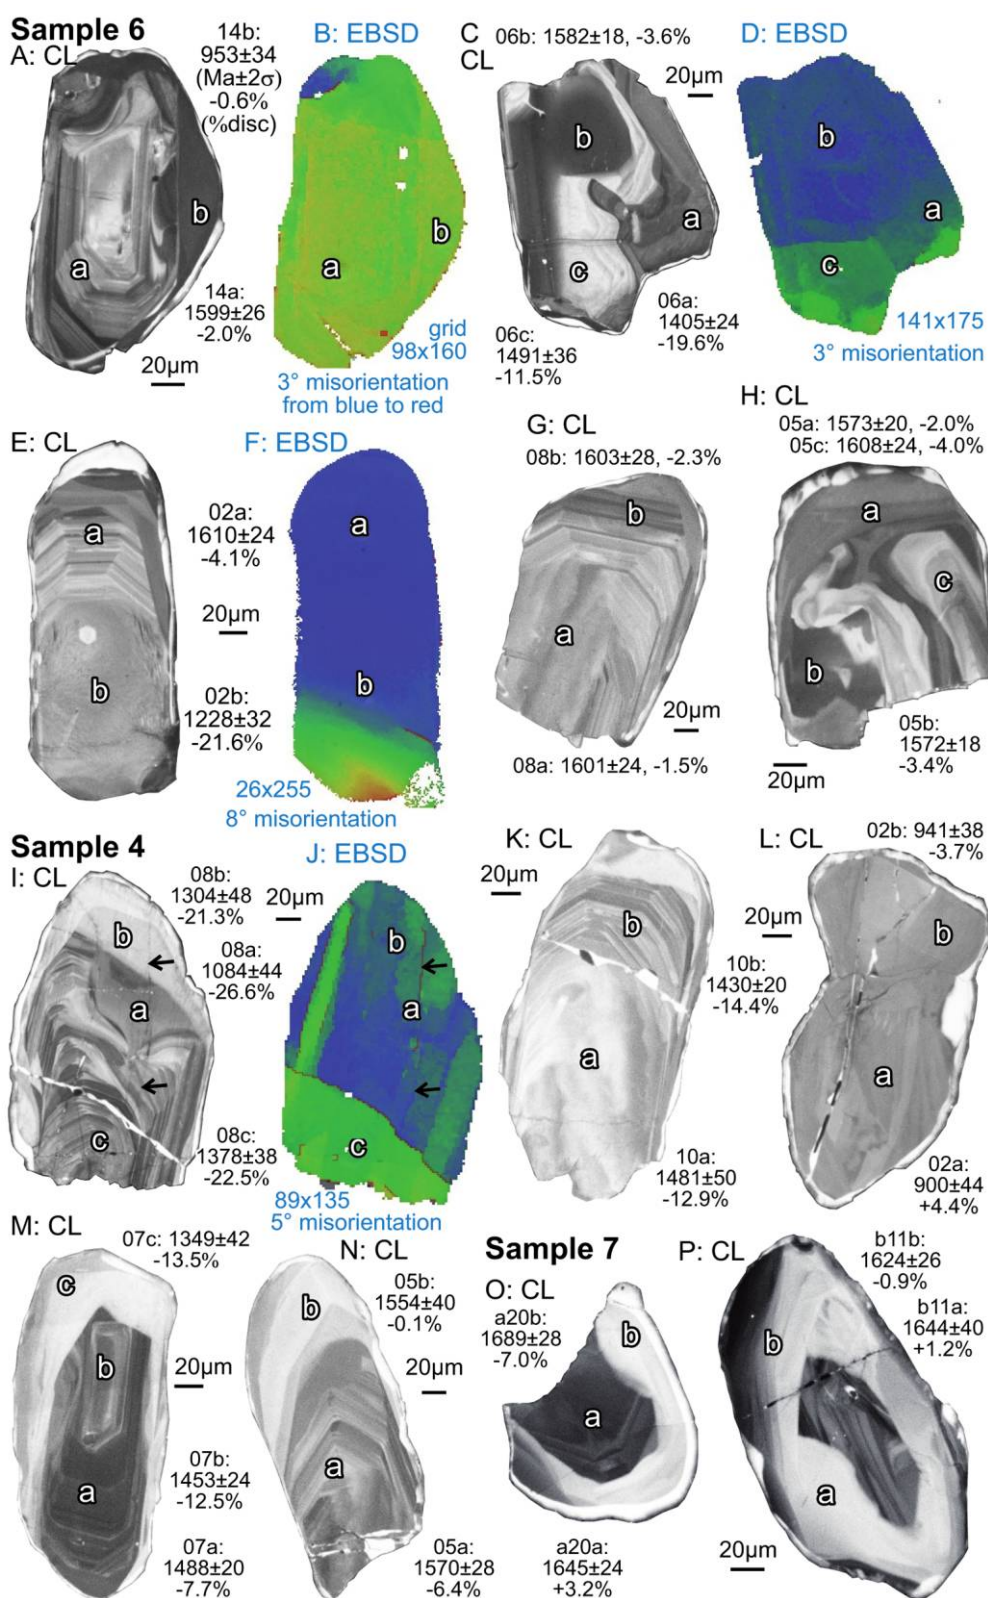 Sample 6
A: CL
14b:
953±34
(Ma±2σ)
-0.6%
(%disc)
b
a
14a:
1599±26
-2.0%
20µm
B: EBSD
b
a
grid
98x160
3° misorientation
from blue to red
C 06b: 1582±18, -3.6%
CL
20µm
b
a
c
06a:
1405±24
-19.6%
06c:
1491±36
-11.5%
D: EBSD
b
a
c
141x175
3° misorientation
E: CL
a
b
02a:
1610±24
-4.1%
20µm
02b:
1228±32
-21.6%
F: EBSD
a
b
26x255
8° misorientation
G: CL
08b: 1603±28, -2.3%
b
a
20µm
08a: 1601±24, -1.5%
H: CL
05a: 1573±20, -2.0%
05c: 1608±24, -4.0%
a
c
b
05b:
1572±18
-3.4%
20µm
Sample 4
I: CL
08b:
1304±48
-21.3%
b
08a:
1084±44
-26.6%
a
c
08c:
1378±38
-22.5%
J: EBSD
20µm
b
a
c
89x135
5° misorientation
K: CL
20µm
b
10b:
1430±20
-14.4%
a
10a:
1481±50
-12.9%
L: CL
02b: 941±38
-3.7%
20µm
b
a
02a:
900±44
+4.4%
M: CL
07c: 1349±42
-13.5%
c
b
20µm
a
07b:
1453±24
-12.5%
07a:
1488±20
-7.7%
N: CL
05b:
1554±40
-0.1%
b
20µm
a
05a:
1570±28
-6.4%
Sample 7
O: CL
a20b:
1689±28
-7.0%
b
a
a20a:
1645±24
+3.2%
P: CL
b11b:
1624±26
-0.9%
b11a:
1644±40
+1.2%
b
a
20µm